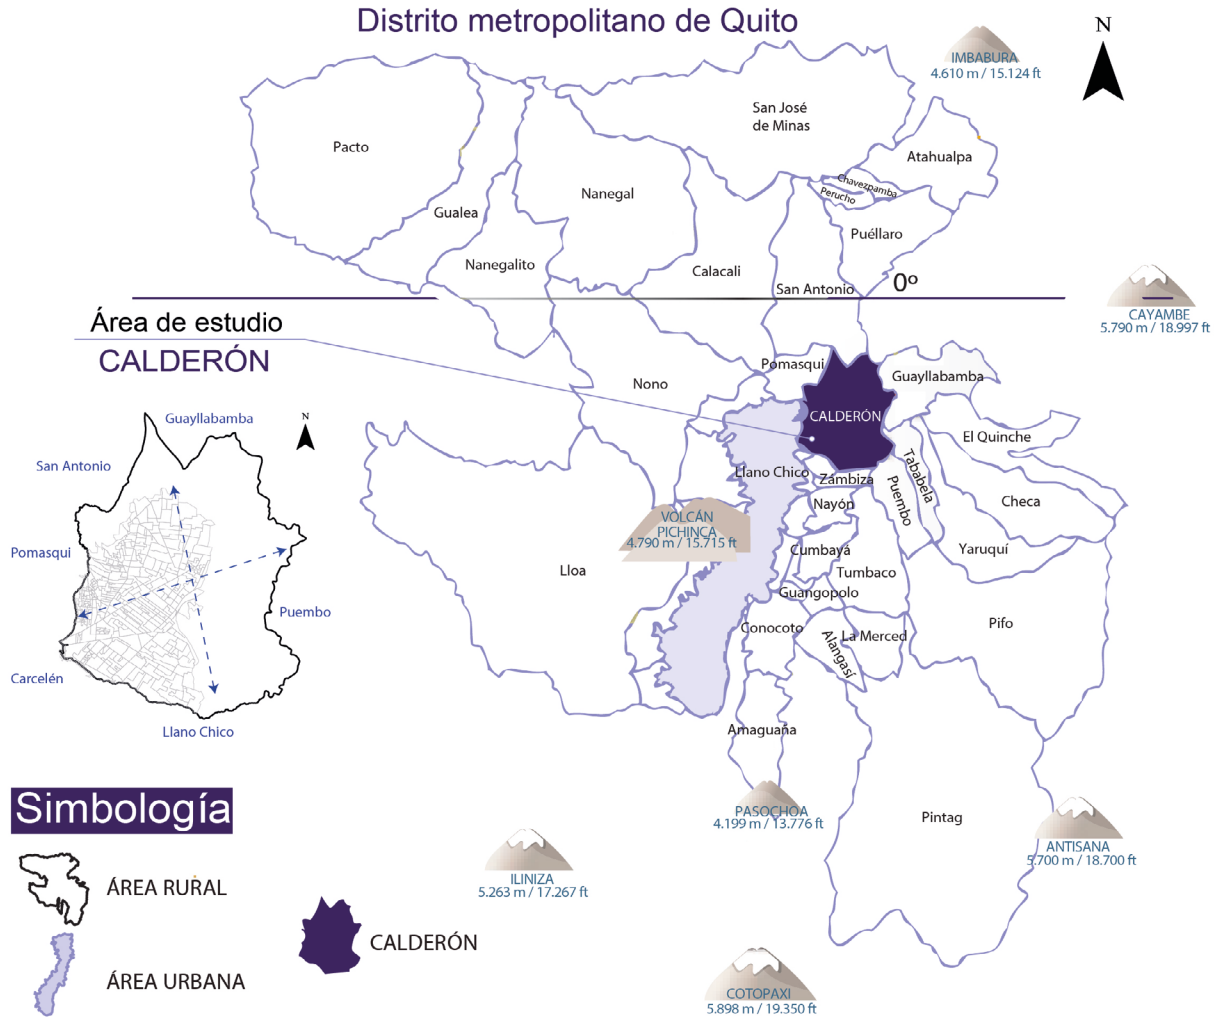 Distrito metropolitano de Quito
N
IMBABURA
4.610 m / 15.124 ft
San José
de Minas
Pacto
Atahualpa
Chavezpamba
Perucho
Nanegal
Gualea
Puéllaro
Nanegalito
Calacali
San Antonio
0º
CAYAMBE
5.790 m / 18.997 ft
Área de estudio
CALDERÓN
Pomasqui
Guayllabamba
Nono
CALDERÓN
El Quinche
Guayllabamba
N
San Antonio
Llano Chico
Zámbiza
Tababela
Puembo
Checa
Nayón
VOLCÁN
PICHINCA
4.790 m / 15.715 ft
Pomasquí
Cumbayá
Yaruquí
Lloa
Tumbaco
Guangopolo
Puembo
Conocoto
La Merced
Alangasí
Pifo
Carcelén
Llano Chico
Amaguaña
Simbología
PASOCHOA
4.199 m / 13.776 ft
Pintag
ANTISANA
5.700 m / 18.700 ft
ILINIZA
5.263 m / 17.267 ft
ÁREA RURAL
CALDERÓN
ÁREA URBANA
COTOPAXI
5.898 m / 19.350 ft